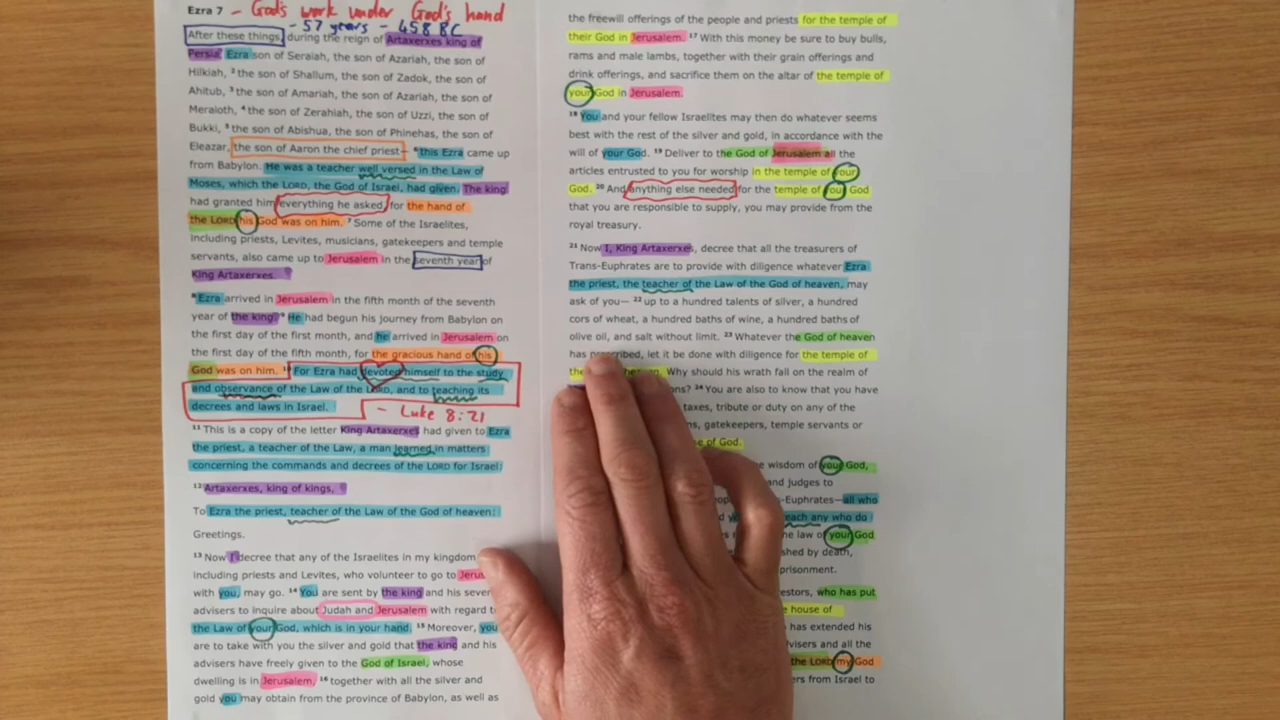 Ezra 7 - God's work under God's hand
- 57 years - 458 BC
After these things, during the reign of Artaxerxes king of
Persia, Ezra son of Seraiah, the son of Azariah, the son of
Hilkiah, 2 the son of Shallum, the son of Zadok, the son of
Ahitub, 3 the son of Amariah, the son of Azariah, the son of
Meraioth, 4 the son of Zerahiah, the son of Uzzi, the son of
Bukki, 5 the son of Abishua, the son of Phinehas, the son of
Eleazar, the son of Aaron the chief priest— 6 this Ezra came up
from Babylon. He was a teacher well versed in the Law of
Moses, which the LORD, the God of Israel, had given. The king
had granted him everything he asked, for the hand of
the LORD his God was on him. 7 Some of the Israelites,
including priests, Levites, musicians, gatekeepers and temple
servants, also came up to Jerusalem in the seventh year of
King Artaxerxes.
8 Ezra arrived in Jerusalem in the fifth month of the seventh
year of the king. 9 He had begun his journey from Babylon on
the first day of the first month, and he arrived in Jerusalem on
the first day of the fifth month, for the gracious hand of his
God was on him. 10 For Ezra had devoted himself to the study
and observance of the Law of the LORD, and to teaching its
decrees and laws in Israel.
- Luke 8:21
11 This is a copy of the letter King Artaxerxes had given to Ezra
the priest, a teacher of the Law, a man learned in matters
concerning the commands and decrees of the LORD for Israel:
12 Artaxerxes, king of kings,
To Ezra the priest, teacher of the Law of the God of heaven:
Greetings.
13 Now I decree that any of the Israelites in my kingdom
including priests and Levites, who volunteer to go to Jerus
with you, may go. 14 You are sent by the king and his seven
advisers to inquire about Judah and Jerusalem with regard to
the Law of your God, which is in your hand. 15 Moreover, you
are to take with you the silver and gold that the king and his
advisers have freely given to the God of Israel, whose
dwelling is in Jerusalem, 16 together with all the silver and
gold you may obtain from the province of Babylon, as well as
the freewill offerings of the people and priests for the temple of
their God in Jerusalem. 17 With this money be sure to buy bulls,
rams and male lambs, together with their grain offerings and
drink offerings, and sacrifice them on the altar of the temple of
your God in Jerusalem.
18 You and your fellow Israelites may then do whatever seems
best with the rest of the silver and gold, in accordance with the
will of your God. 19 Deliver to the God of Jerusalem all the
articles entrusted to you for worship in the temple of your
God. 20 And anything else needed for the temple of your God
that you are responsible to supply, you may provide from the
royal treasury.
21 Now I, King Artaxerxes, decree that all the treasurers of
Trans-Euphrates are to provide with diligence whatever Ezra
the priest, the teacher of the Law of the God of heaven, may
ask of you— 22 up to a hundred talents of silver, a hundred
cors of wheat, a hundred baths of wine, a hundred baths of
olive oil, and salt without limit. 23 Whatever the God of heaven
has prescribed, let it be done with diligence for the temple of
heaven. Why should his wrath fall on the realm of
ons? 24 You are also to know that you have
taxes, tribute or duty on any of the
ns, gatekeepers, temple servants or
se of God.
e wisdom of your God,
and judges to
s-Euphrates—all who
each any who do
he law of your God
shed by death,
prisonment.
estors, who has put
e house of
has extended his
dvisers and all the
the LORD my God
ers from Israel to